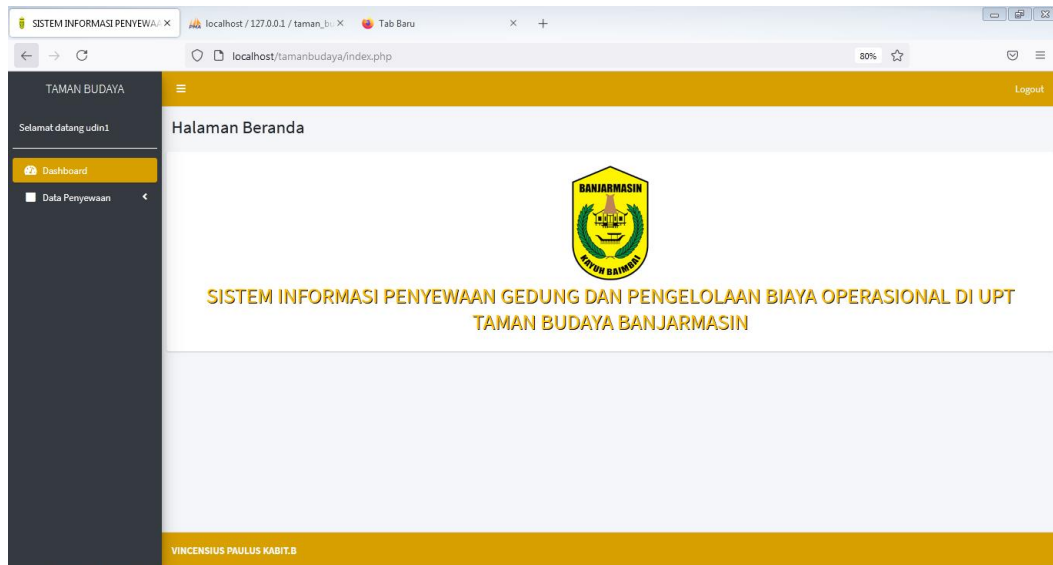 SISTEM INFORMASI PENYEWAA
localhost / 127.0.0.1 / taman_bu
Tab Baru
localhost/tamanbudaya/index.php
80%
TAMAN BUDAYA
Logout
Selamat datang udin1
Halaman Beranda
Dashboard
Data Penyewaan
BANJARMASIN
KAYUH BAIMBAI
SISTEM INFORMASI PENYEWAAN GEDUNG DAN PENGELOLAAN BIAYA OPERASIONAL DI UPT
TAMAN BUDAYA BANJARMASIN
VINCENSIUS PAULUS KABIT.B